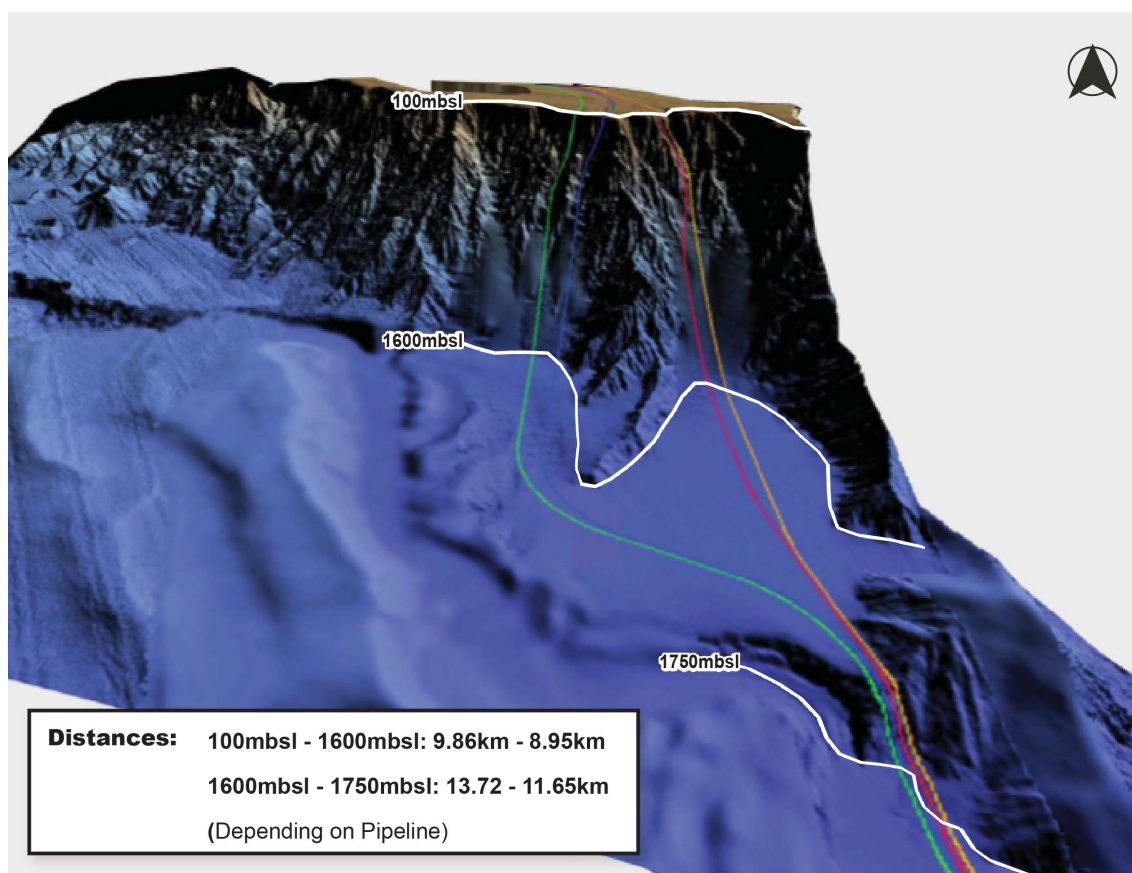 100mbsl
1600mbsl
1750mbsl
Distances: 100mbsl - 1600mbsl: 9.86km - 8.95km
1600mbsl - 1750mbsl: 13.72 - 11.65km
(Depending on Pipeline)